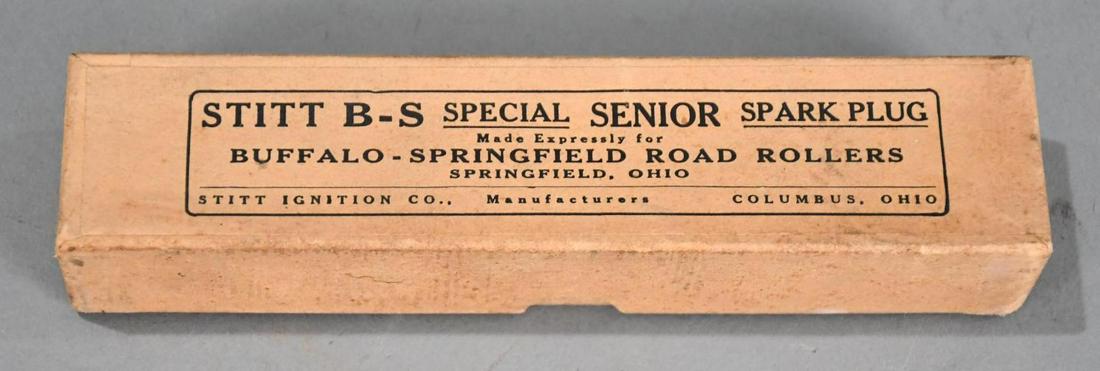 STITT B-S SPECIAL SENIOR SPARK PLUG
Made Expressly for
BUFFALO-SPRINGFIELD ROAD ROLLERS
SPRINGFIELD, OHIO
STITT IGNITION CO., Manufacturers COLUMBUS, OHIO